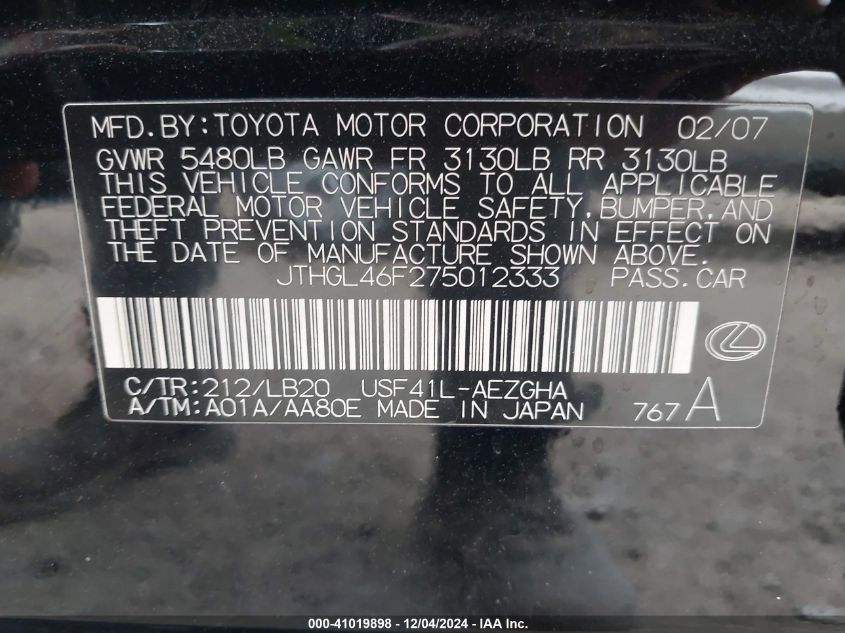 MFD.BY:TOYOTA MOTOR CORPORATION 02/07
GVWR 5480LB GAWR FR 3130LB RR 3130LB
THIS VEHICLE CONFORMS TO ALL APPLICABLE
FEDERAL MOTOR VEHICLE SAFETY,BUMPER,AND
THEFT PREVENTION STANDARDS IN EFFECT ON
THE DATE OF MANUFACTURE SHOWN ABOVE.
JTHGL46F275012333 PASS.CAR
C/TR:212/LB20 USF41L-AEZGHA
A/TM:A01A/AA80E MADE IN JAPAN 767A
000-41019898 - 12/04/2024 - IAA Inc.